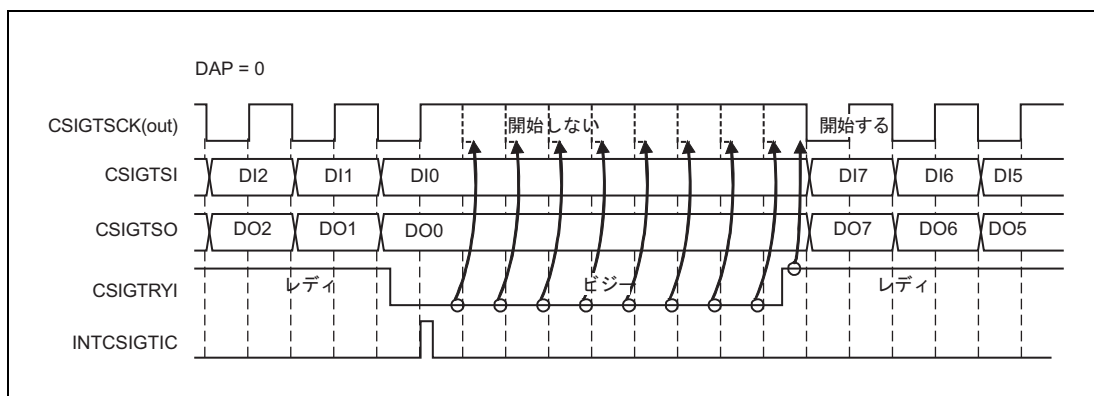 DAP = 0
CSIGTSCK(out)
開始しない
開始する
CSIGTSI
DI2
DI1
DI0
DI7
DI6
DI5
CSIGTSO
DO2
DO1
DO0
DO7
DO6
DO5
CSIGTRYI
レディ
ビジー
レディ
INTCSIGTIC